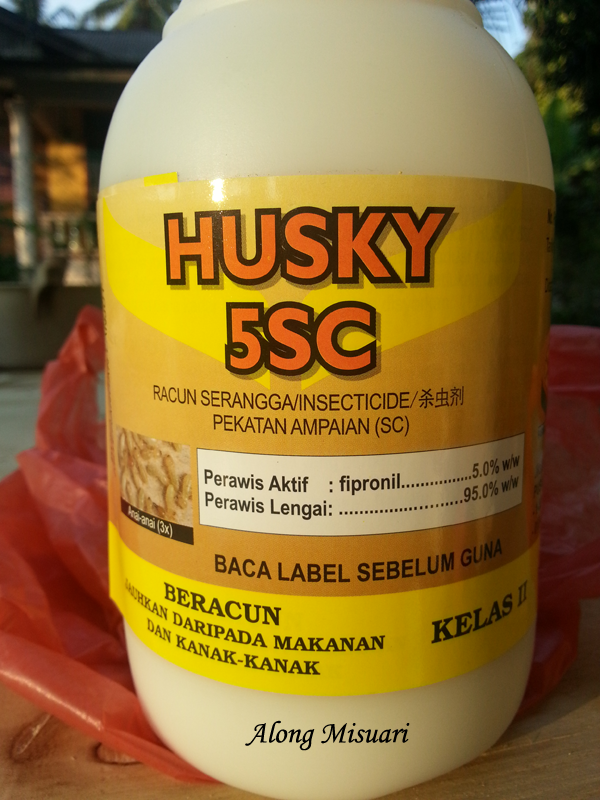 HUSKY
5SC
RACUN SERANGGA/INSECTICIDE/杀虫剂
PEKATAN AMPAIAN (SC)
Perawis Aktif : fipronil................5.0% w/w
Perawis Lengai: ........................95.0% w/w
Anai-anai (3x)
BACA LABEL SEBELUM GUNA
BERACUN
JAUHKAN DARIPADA MAKANAN
DAN KANAK-KANAK
KELAS II
Along Misuari